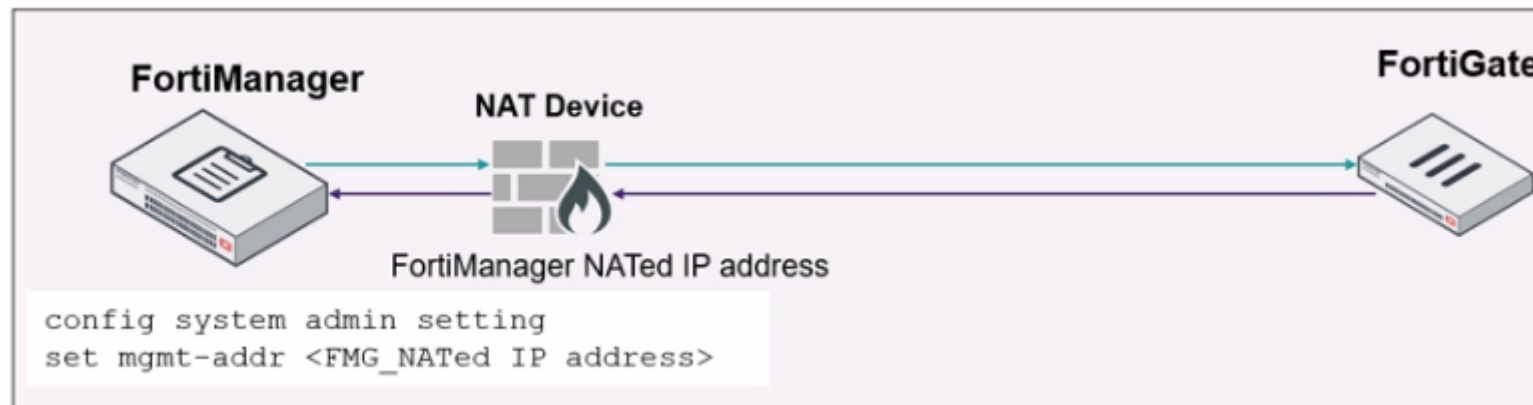 FortiManager
FortiGate
NAT Device
FortiManager NATed IP address
config system admin setting
set mgmt-addr <FMG_NATed IP address>